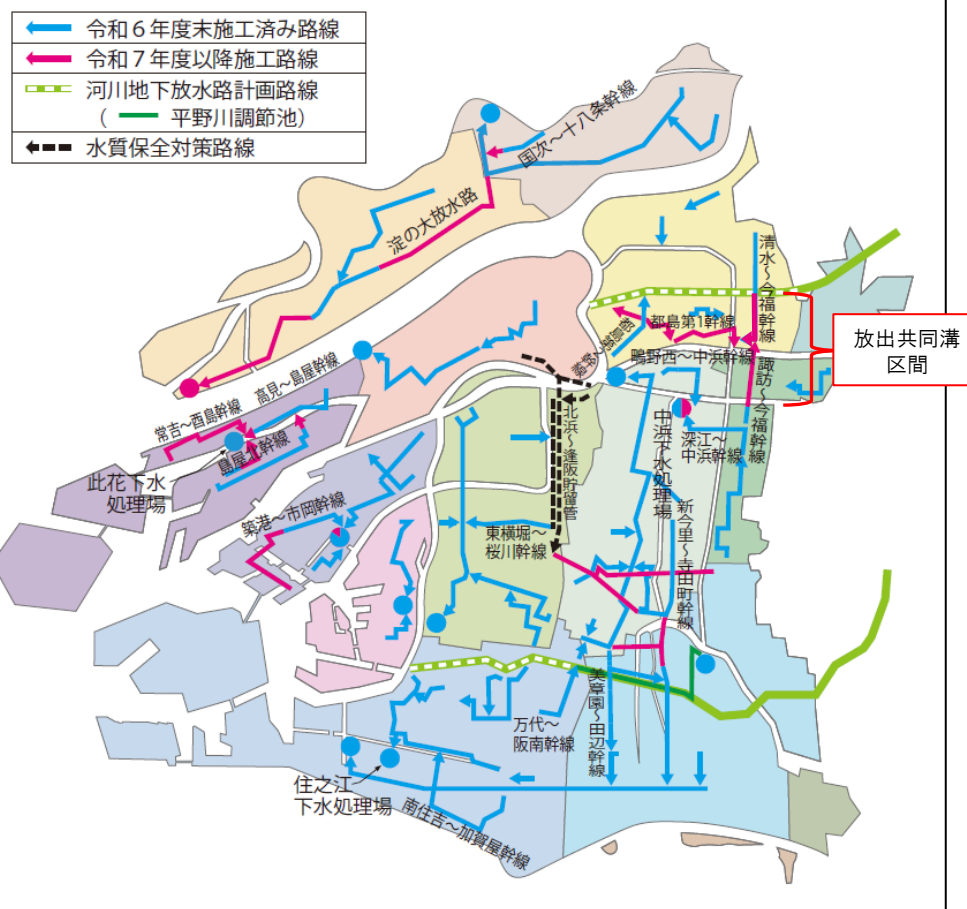 令和６年度末施工済み路線
令和７年度以降施工路線
河川地下放水路計画路線
（ 平野川調節池）
水質保全対策路線
国次～十八条幹線
淀の大放水路
清水～今福幹線
都島第1幹線
都島第2幹線
鴫野西～中浜幹線
放出共同溝
区間
諏訪～今福幹線
高見～島屋幹線
常吉～酉島幹線
島屋北幹線
此花下水
処理場
北浜～逢阪貯留管
中浜下水処理場
深江～
中浜幹線
築港～市岡幹線
東横堀～
桜川幹線
新今里～寺田町幹線
美章園～田辺幹線
万代～
阪南幹線
住之江
下水処理場
南住吉～加賀屋幹線